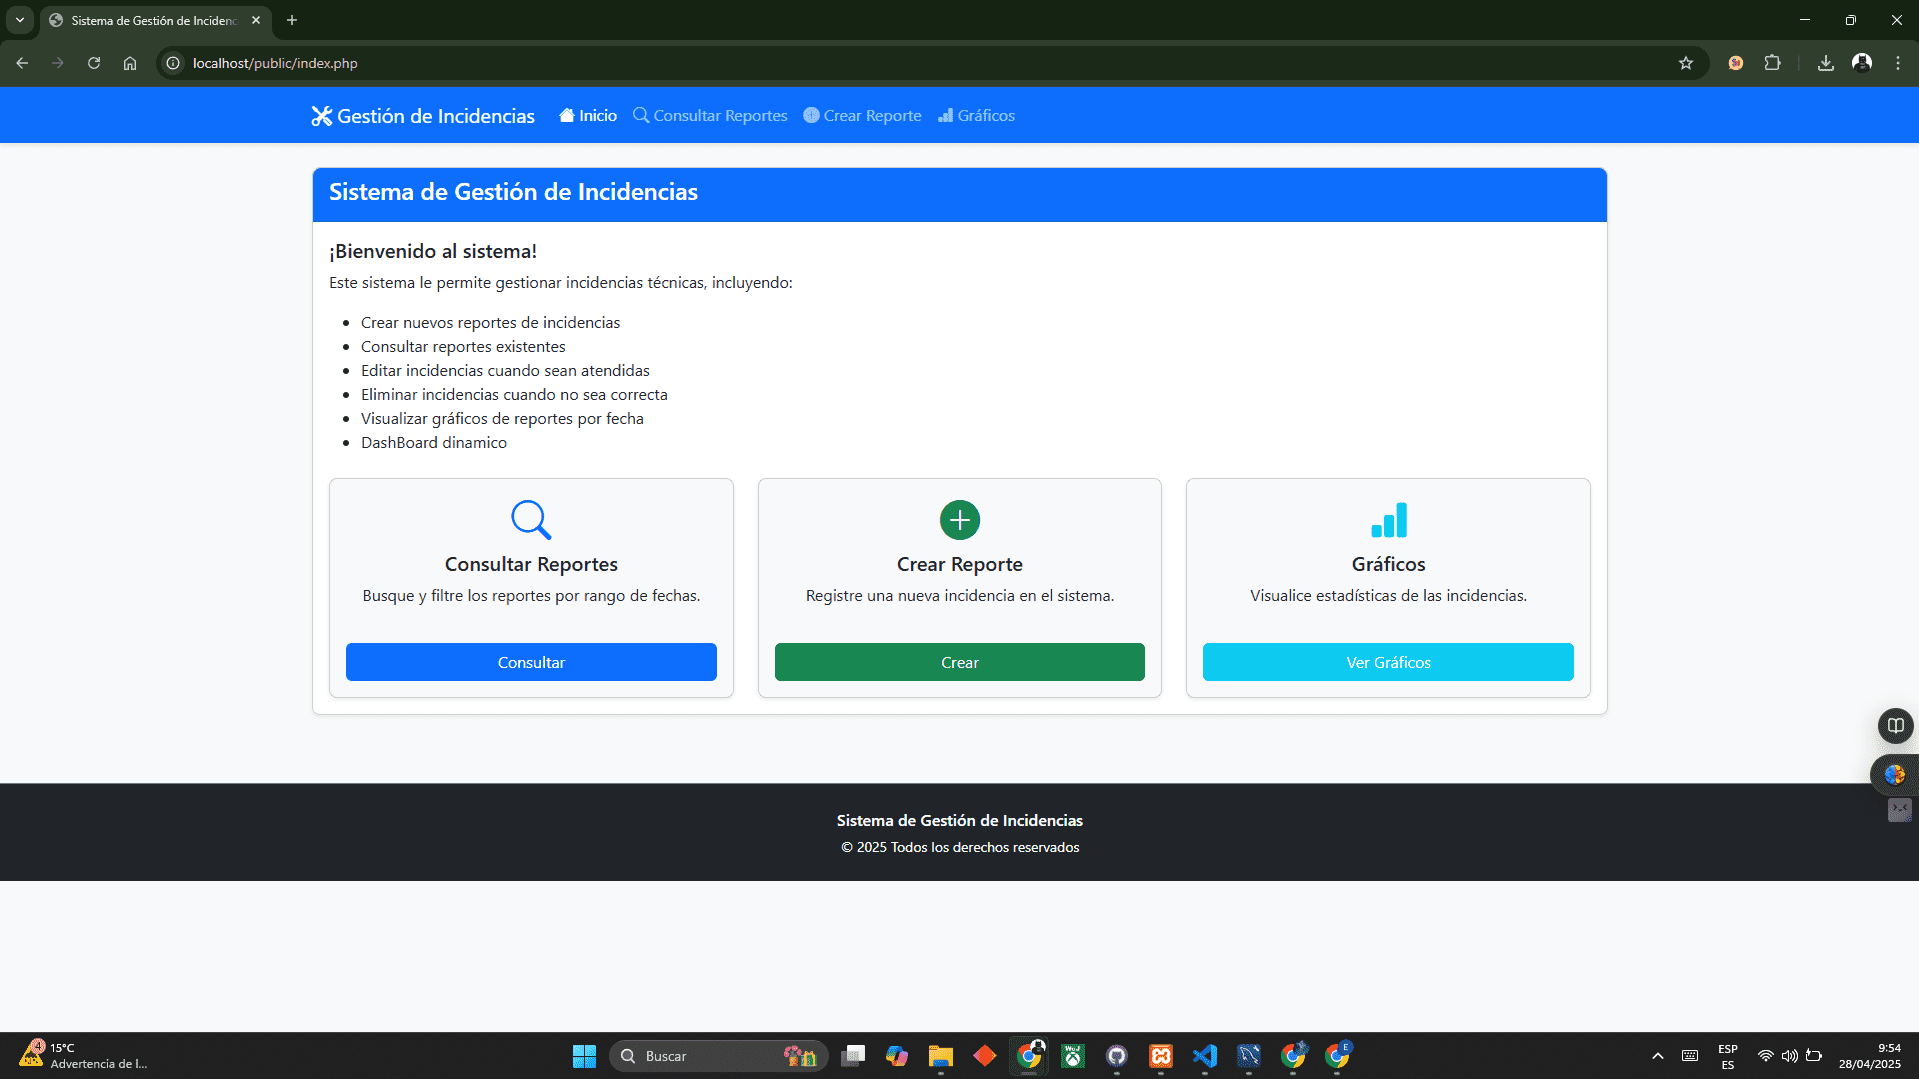 Sistema de Gestión de Incidenc
localhost/public/index.php
Gestión de Incidencias Inicio Consultar Reportes Crear Reporte Gráficos
Sistema de Gestión de Incidencias
¡Bienvenido al sistema!
Este sistema le permite gestionar incidencias técnicas, incluyendo:
Crear nuevos reportes de incidencias
Consultar reportes existentes
Editar incidencias cuando sean atendidas
Eliminar incidencias cuando no sea correcta
Visualizar gráficos de reportes por fecha
DashBoard dinamico
Consultar Reportes
Busque y filtre los reportes por rango de fechas.
Consultar
Crear Reporte
Registre una nueva incidencia en el sistema.
Crear
Gráficos
Visualice estadísticas de las incidencias.
Ver Gráficos
Sistema de Gestión de Incidencias
© 2025 Todos los derechos reservados
4
15°C
Advertencia de l...
Buscar
E
ESP
ES
9:54
28/04/2025